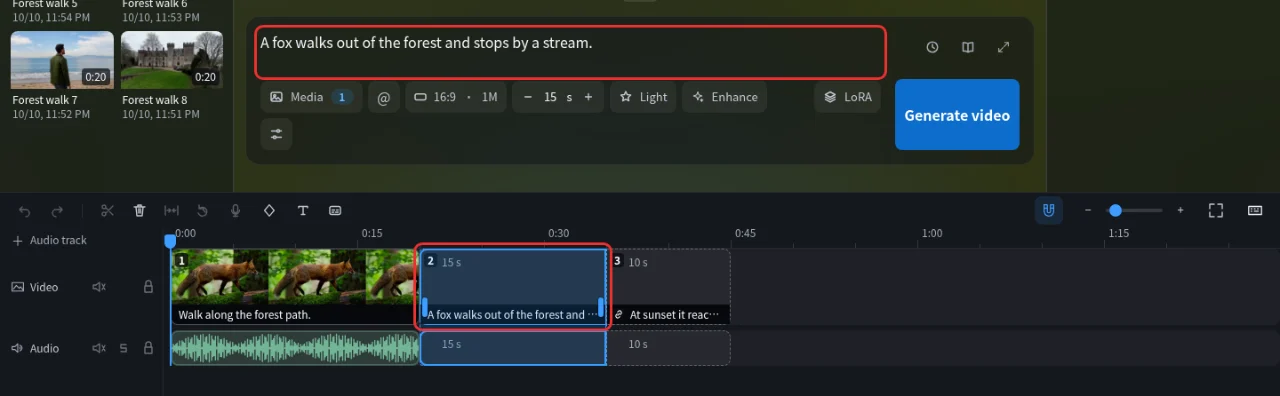 Forest walk 5
10/10, 11:54 PM
Forest walk 6
10/10, 11:53 PM
0:20
0:20
Forest walk 7
10/10, 11:52 PM
Forest walk 8
10/10, 11:51 PM
A fox walks out of the forest and stops by a stream.
Media 1
@
16:9 · 1M
− 15 s +
Light
Enhance
LoRA
Generate video
T
− +
+ Audio track
0:00
0:15
0:30
0:45
1:00
1:15
Video
1
2 15 s
3 10 s
Walk along the forest path.
A fox walks out of the forest and ···
At sunset it reac···
Audio
S
15 s
10 s